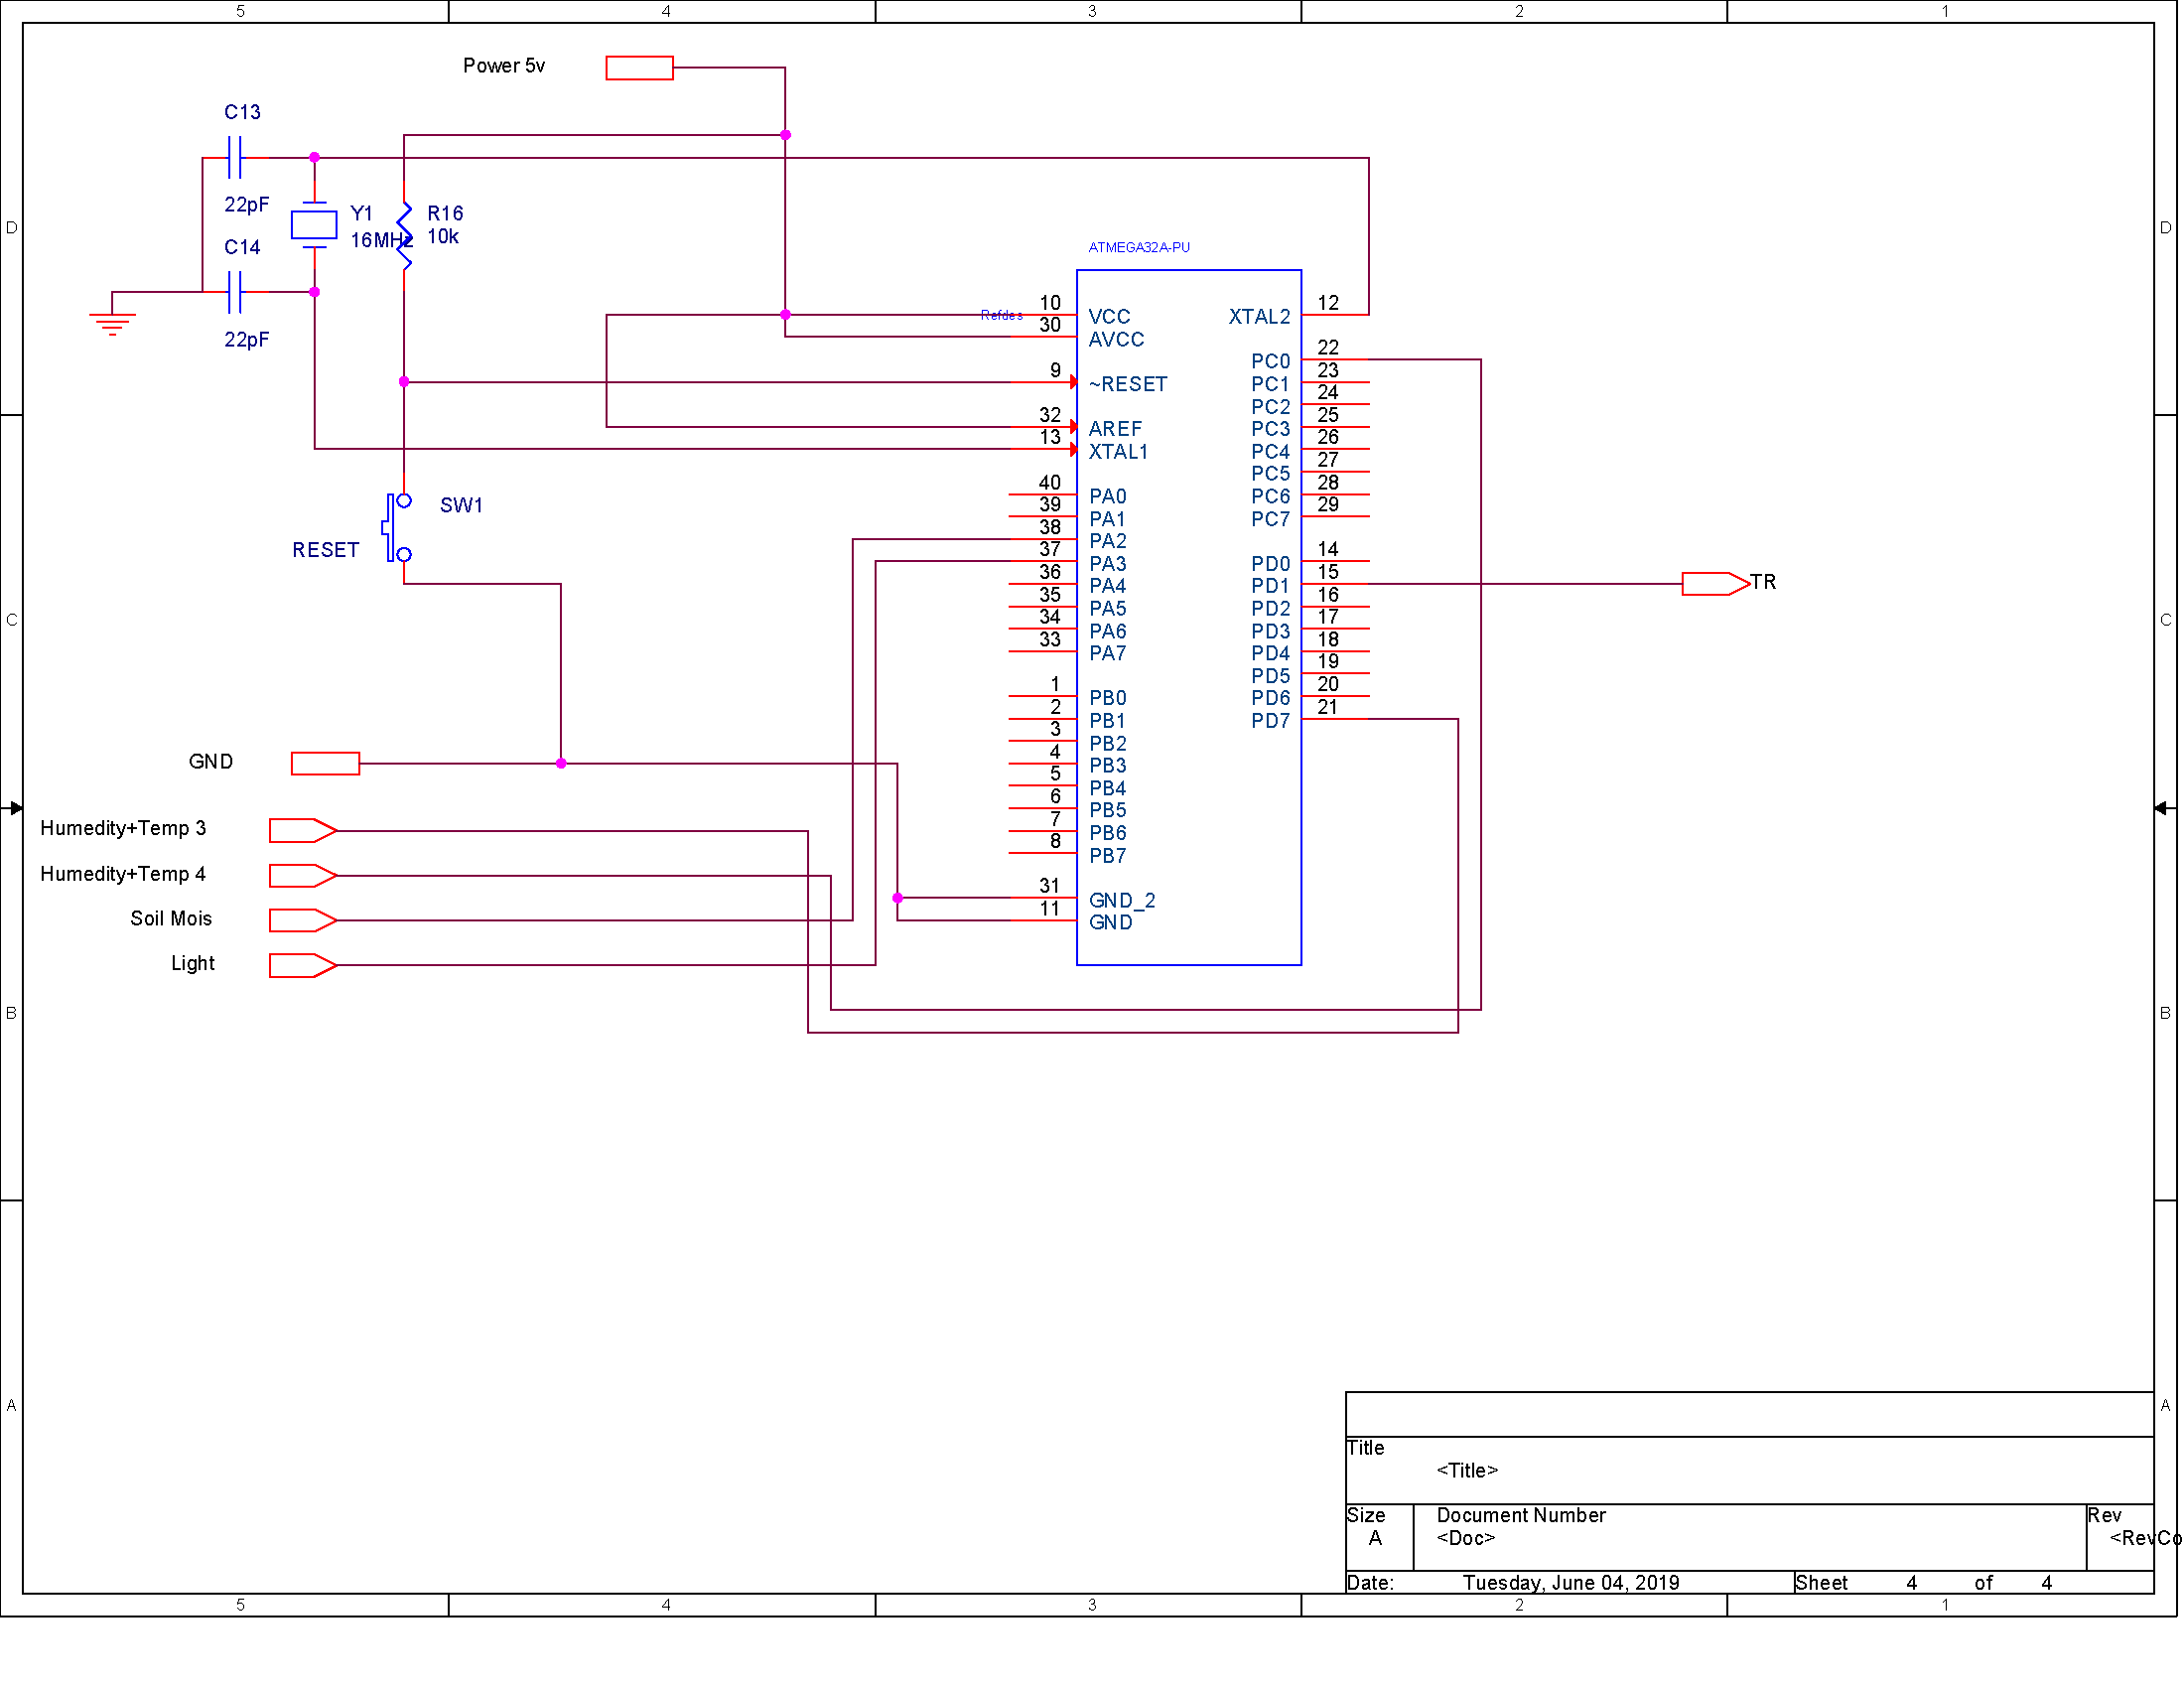 5 4 3 2 1
Power 5v
C13
22pF
Y1
16MHz
R16
10k
C14
22pF
D D
ATMEGA32A-PU
Refdes
10 VCC
30 AVCC
9 ~RESET
32 AREF
13 XTAL1
40 PA0
39 PA1
38 PA2
37 PA3
36 PA4
35 PA5
34 PA6
33 PA7
1 PB0
2 PB1
3 PB2
4 PB3
5 PB4
6 PB5
7 PB6
8 PB7
31 GND_2
11 GND
XTAL2 12
PC0 22
PC1 23
PC2 24
PC3 25
PC4 26
PC5 27
PC6 28
PC7 29
PD0 14
PD1 15
PD2 16
PD3 17
PD4 18
PD5 19
PD6 20
PD7 21
TR
SW1
RESET
C C
GND
Humedity+Temp 3
Humedity+Temp 4
Soil Mois
Light
B B
A A
Title
<Title>
Size
A
Document Number
<Doc>
Rev
<RevCo
Date: Tuesday, June 04, 2019 Sheet 4 of 4
5 4 3 2 1